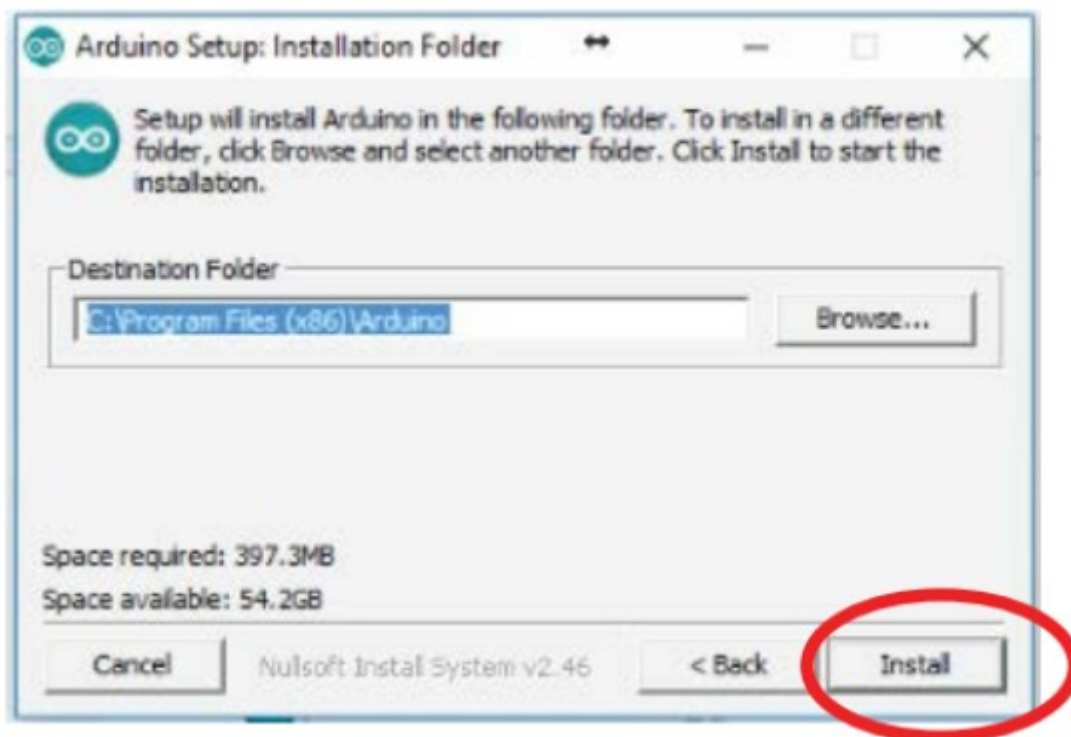 Arduino Setup: Installation Folder
Setup will install Arduino in the following folder. To install in a different
folder, click Browse and select another folder. Click Install to start the
installation.
Destination Folder
C:\Program Files (x86)\Arduino
Browse...
Space required: 397.3MB
Space available: 54.2GB
Cancel
Nullsoft Install System v2.46
< Back
Install